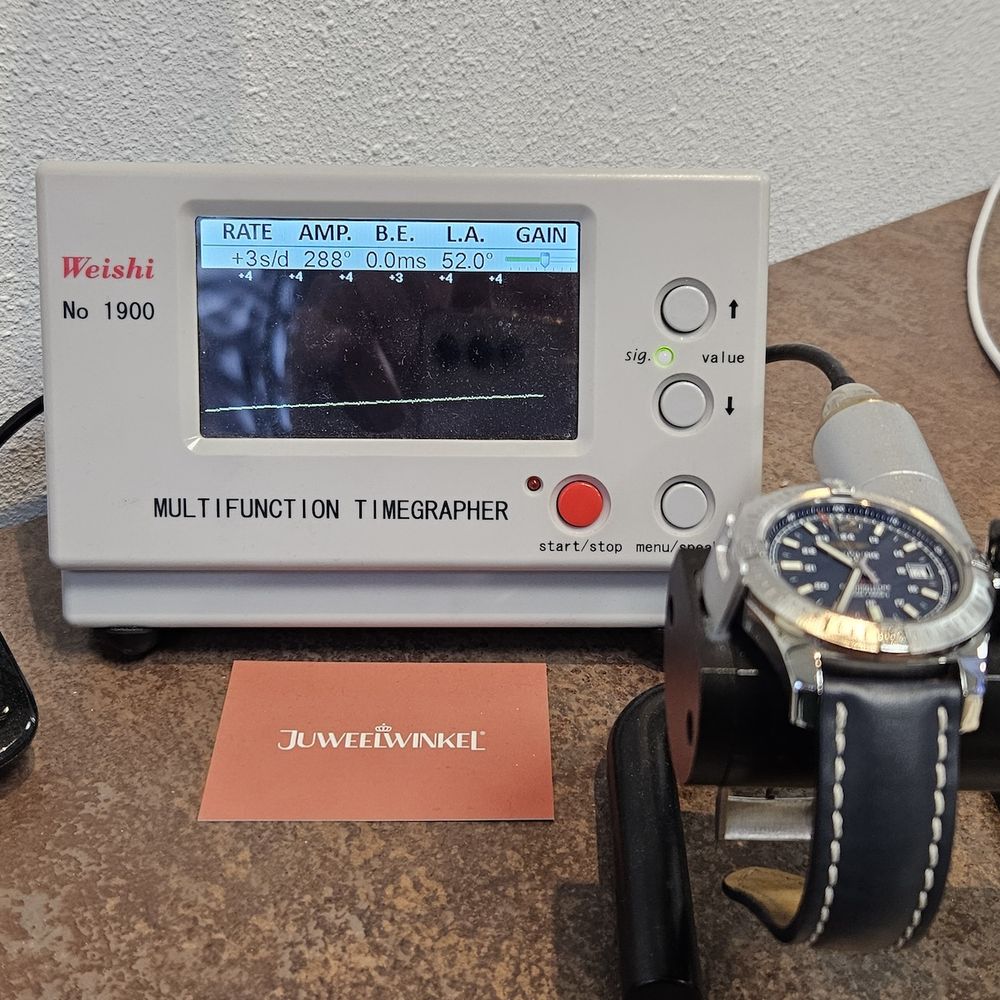 RATE AMP. B.E. L.A. GAIN
+3s/d 288° 0.0ms 52.0°
+4 +4 +4 +3 +4 +4
Weishi
No 1900
sig. value
MULTIFUNCTION TIMEGRAPHER
start/stop menu/
JUWEELWINKEL®